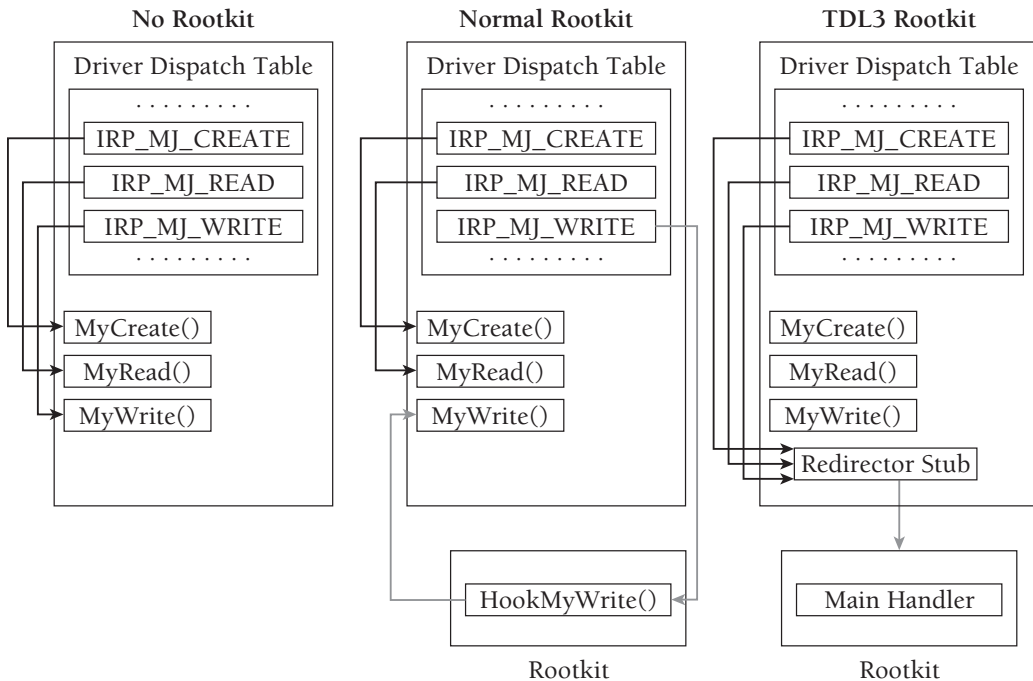 No Rootkit
Driver Dispatch Table
. . . . . . . . .
IRP_MJ_CREATE
IRP_MJ_READ
IRP_MJ_WRITE
. . . . . . . . .
MyCreate()
MyRead()
MyWrite()
Normal Rootkit
Driver Dispatch Table
. . . . . . . . .
IRP_MJ_CREATE
IRP_MJ_READ
IRP_MJ_WRITE
. . . . . . . . .
MyCreate()
MyRead()
MyWrite()
HookMyWrite()
Rootkit
TDL3 Rootkit
Driver Dispatch Table
. . . . . . . . .
IRP_MJ_CREATE
IRP_MJ_READ
IRP_MJ_WRITE
. . . . . . . . .
MyCreate()
MyRead()
MyWrite()
Redirector Stub
Main Handler
Rootkit